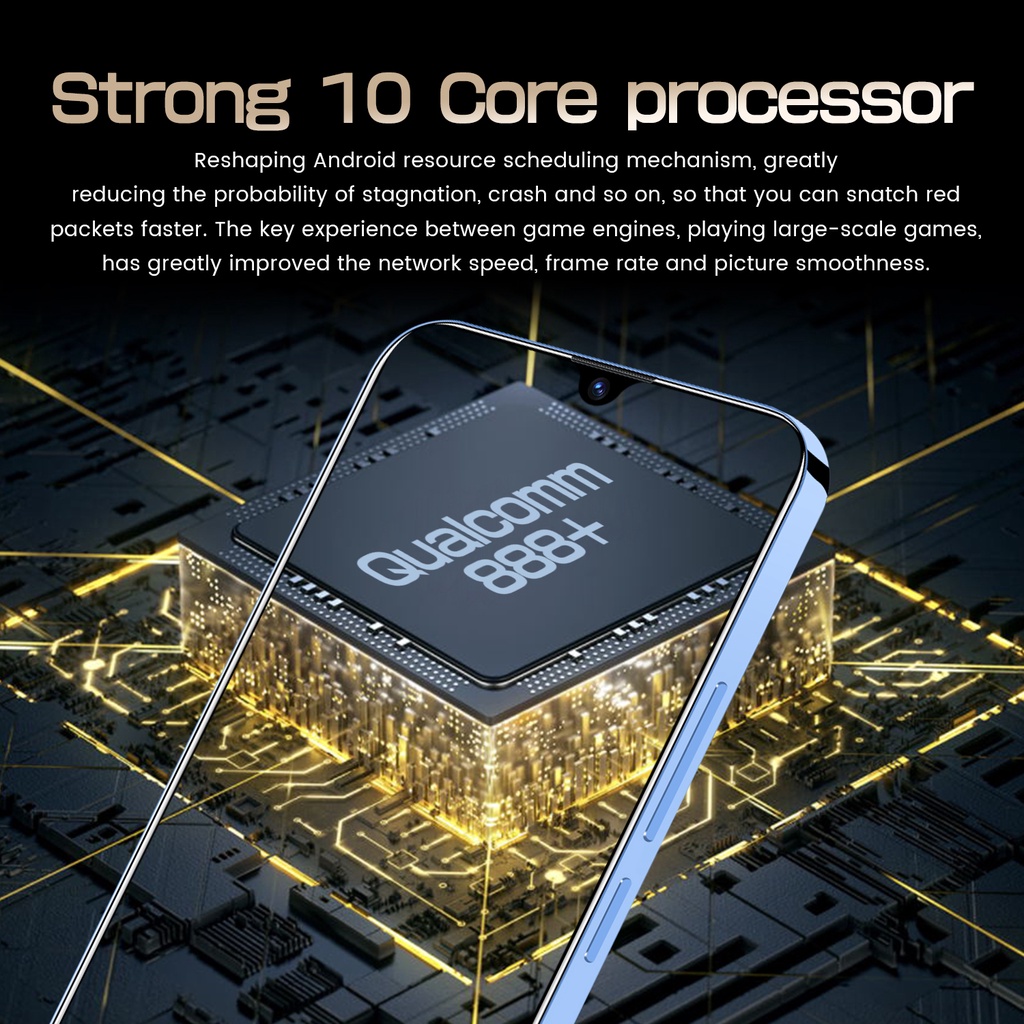 Strong 10 Core processor
Reshaping Android resource scheduling mechanism, greatly
reducing the probability of stagnation, crash and so on, so that you can snatch red
packets faster. The key experience between game engines, playing large-scale games,
has greatly improved the network speed, frame rate and picture smoothness.
Qualcomm
888+